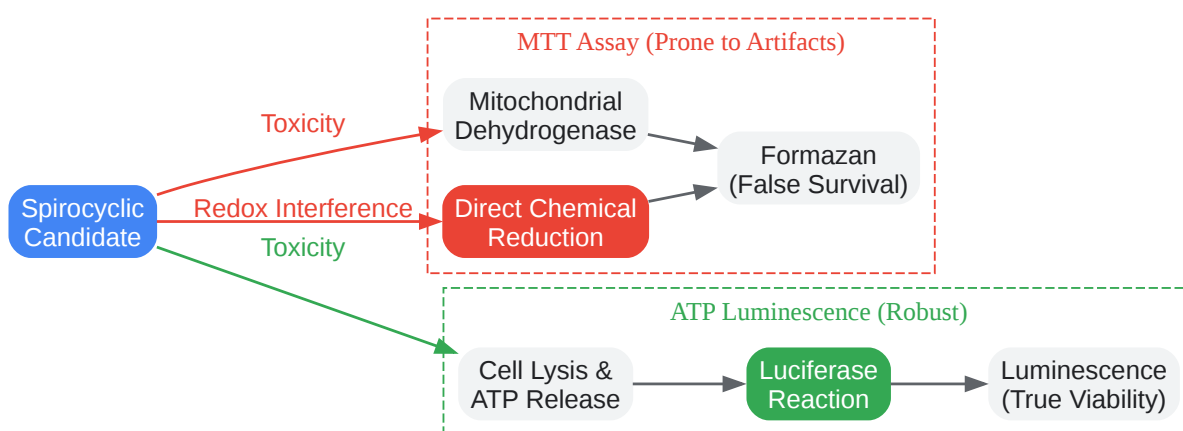 MTT Assay (Prone to Artifacts)
Mitochondrial
Dehydrogenase
Toxicity
Formazan
(False Survival)
Spirocyclic
Candidate
Redox Interference
Direct Chemical
Reduction
Toxicity
ATP Luminescence (Robust)
Cell Lysis &
ATP Release
Luciferase
Reaction
Luminescence
(True Viability)